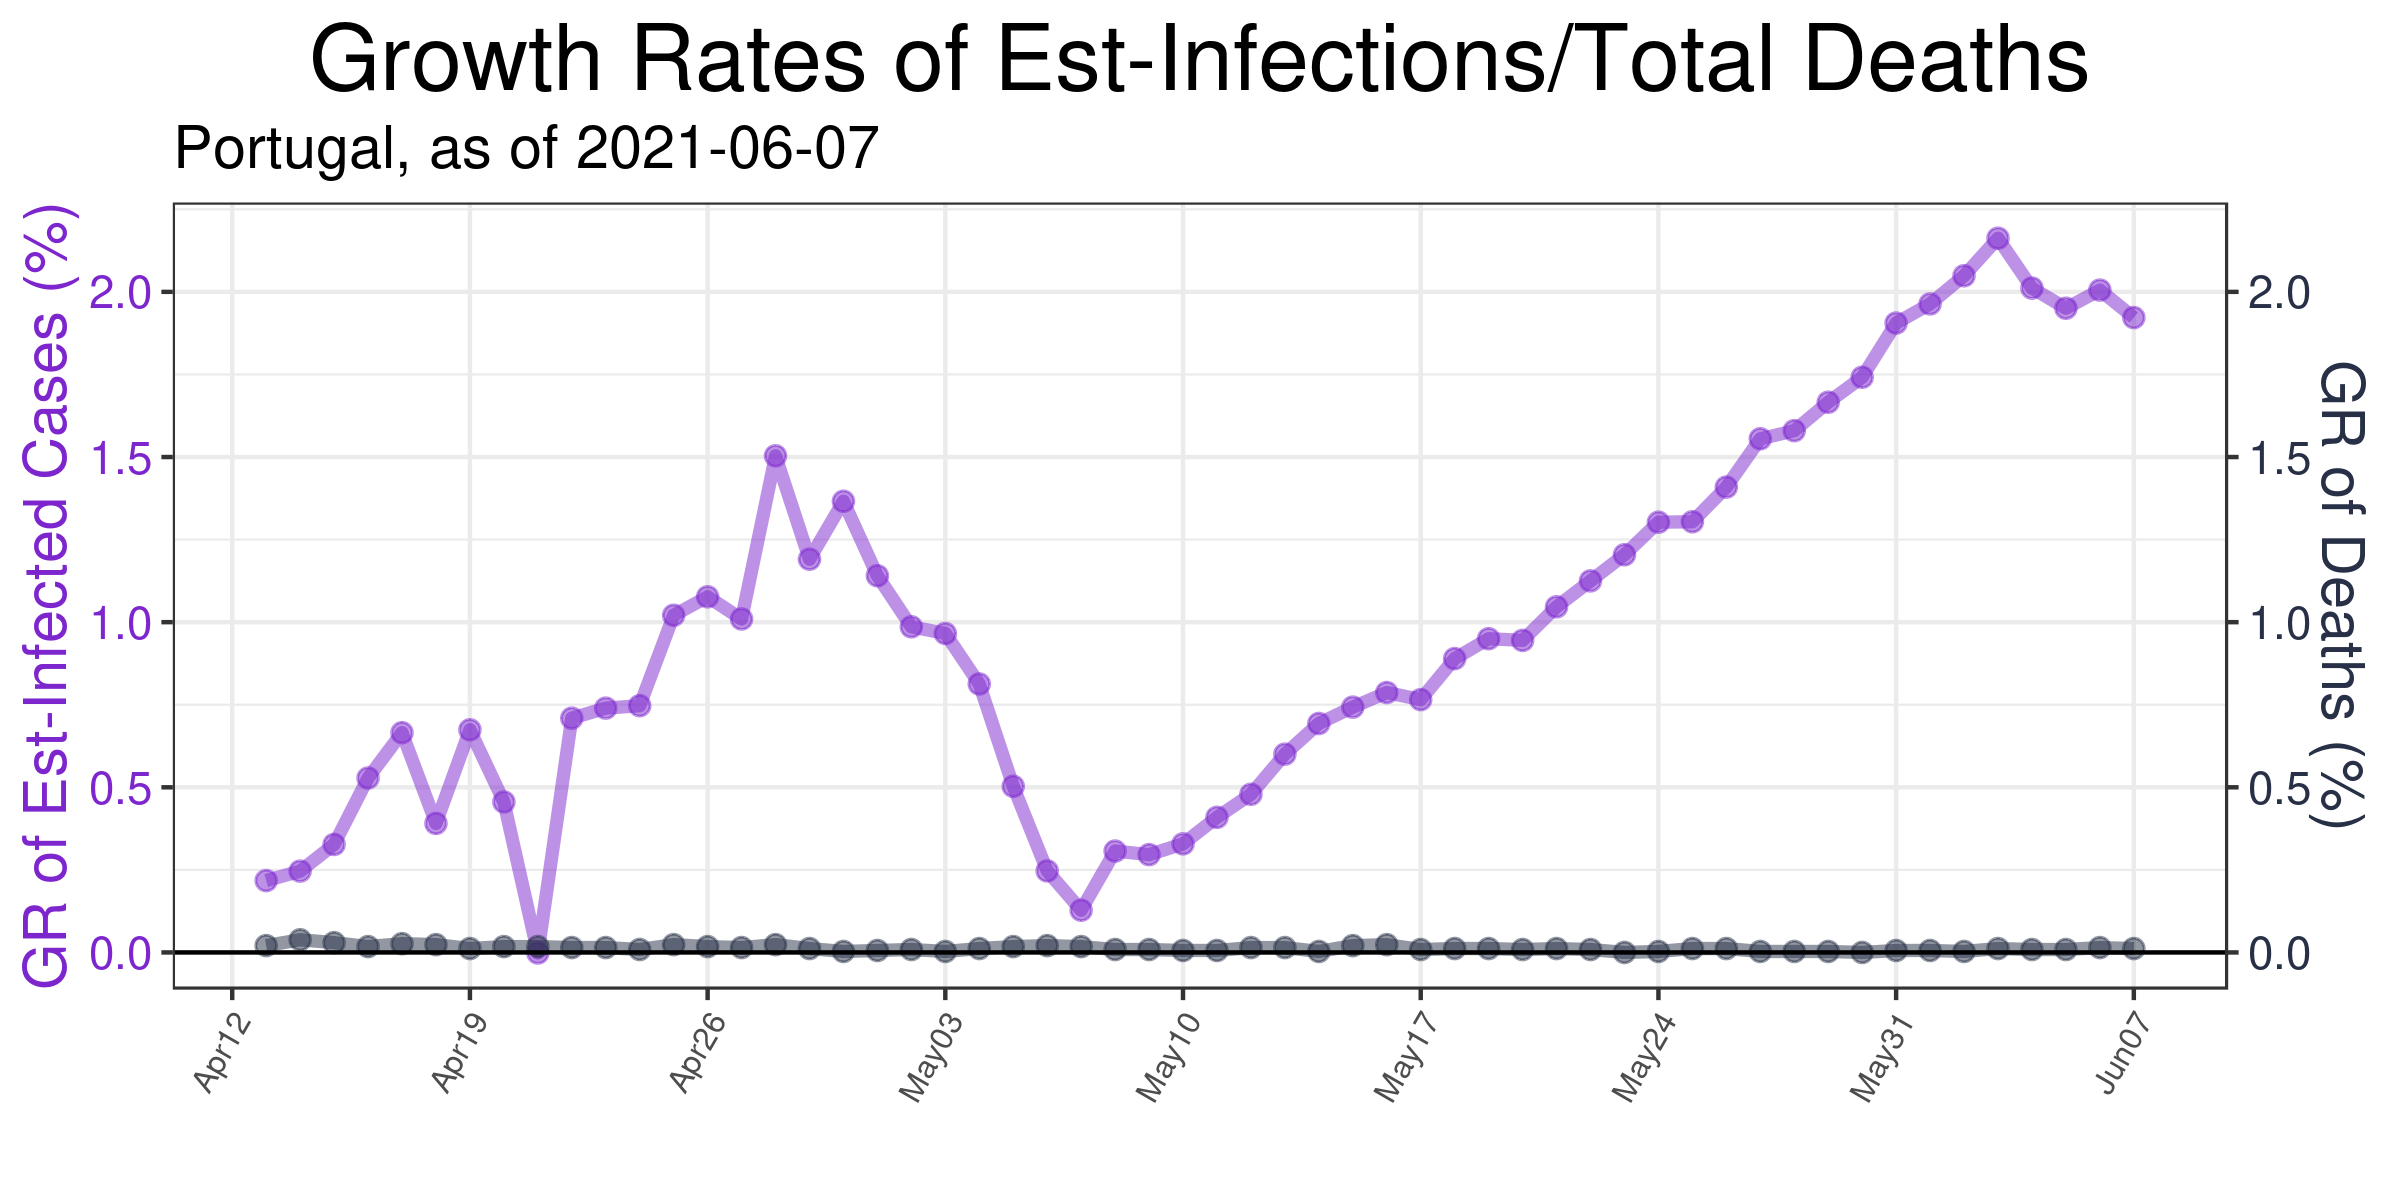 Growth Rates of Est-Infections/Total Deaths
Portugal, as of 2021-06-07
GR of Est-Infected Cases (%)
2.0
1.5
1.0
0.5
0.0
2.0
1.5
1.0
0.5
0.0
GR of Deaths (%)
Apr12
Apr19
Apr26
May03
May10
May17
May24
May31
Jun07